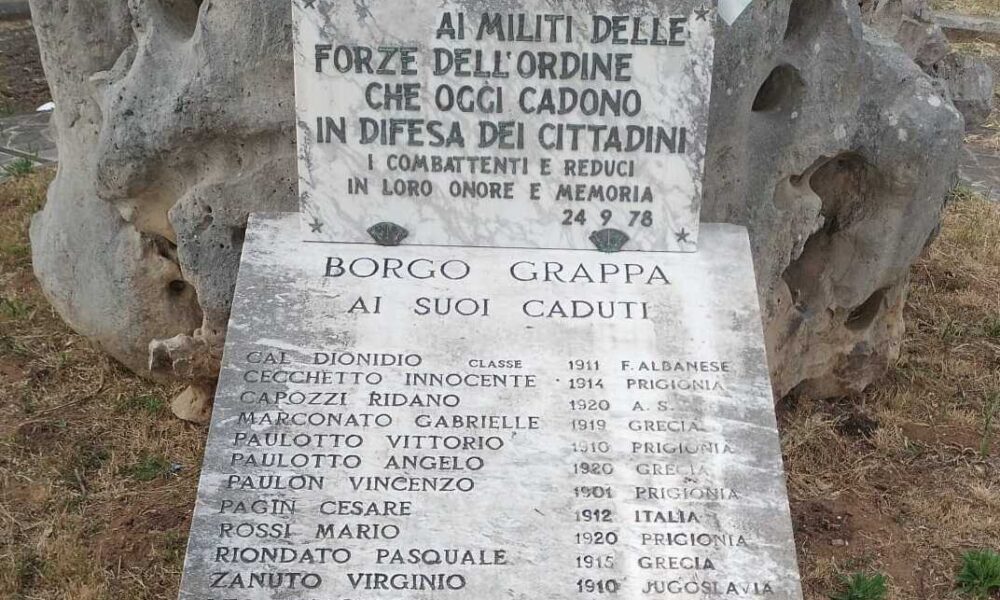 AI MILITI DELLE
FORZE DELL'ORDINE
CHE OGGI CADONO
IN DIFESA DEI CITTADINI
I COMBATTENTI E REDUCI
IN LORO ONORE E MEMORIA
24 9 78
BORGO GRAPPA
AI SUOI CADUTI
CAL DIONIDIO CLASSE 1911 F. ALBANESE
CECCHETTO INNOCENTE 1914 PRIGIONIA
CAPOZZI RIDANO 1920 A. S.
MARCONATO GABRIELLE 1919 GRECIA
PAULOTTO VITTORIO 1910 PRIGIONIA
PAULOTTO ANGELO 1920 GRECIA
PAULON VINCENZO 1901 PRIGIONIA
PAGIN CESARE 1912 ITALIA
ROSSI MARIO 1920 PRIGIONIA
RIONDATO PASQUALE 1915 GRECIA
ZANUTO VIRGINIO 1910 JUGOSLAVIA